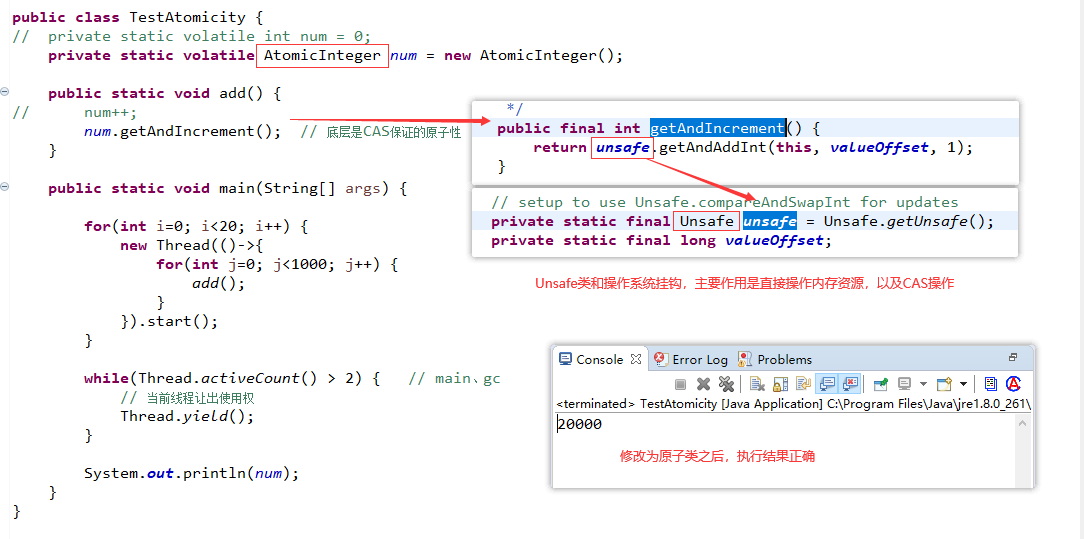 public class TestAtomicity {
//  private static volatile int num = 0;
    private static volatile AtomicInteger num = new AtomicInteger();
    public static void add() {
//      num++;
        num.getAndIncrement();  // 底层是CAS保证的原子性
    }
    public static void main(String[] args) {
        for(int i=0; i<20; i++) {
            new Thread(()->{
                for(int j=0; j<1000; j++) {
                    add();
                }
            }).start();
        }
        while(Thread.activeCount() > 2) {   // main、gc
            // 当前线程让出使用权
            Thread.yield();
        }
        System.out.println(num);
    }
}
*/
public final int getAndIncrement() {
    return unsafe.getAndAddInt(this, valueOffset, 1);
}
// setup to use Unsafe.compareAndSwapInt for updates
private static final Unsafe unsafe = Unsafe.getUnsafe();
private static final long valueOffset;
Unsafe类和操作系统挂钩，主要作用是直接操作内存资源，以及CAS操作
Console Error Log Problems
<terminated> TestAtomicity [Java Application] C:\Program Files\Java\jre1.8.0_261\
20000
修改为原子类之后，执行结果正确